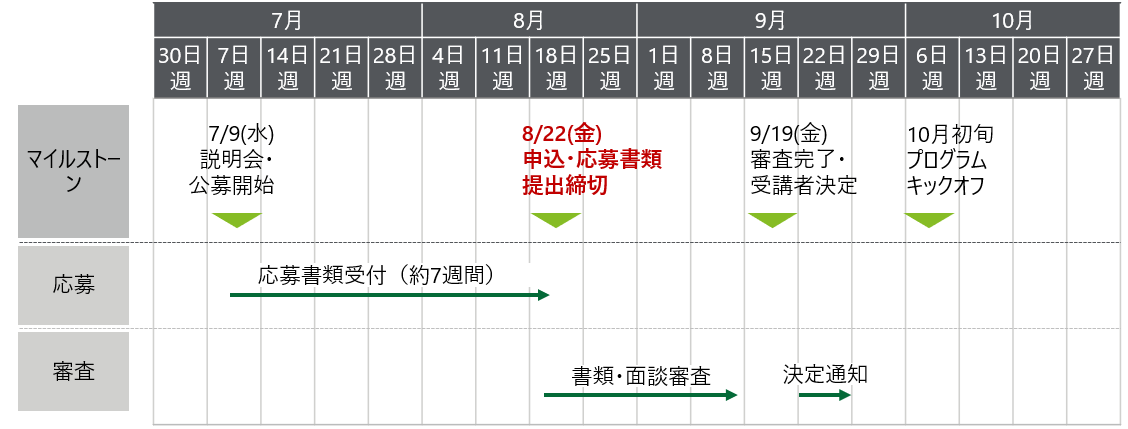 7月 8月 9月 10月
30日 7日 14日 21日 28日 4日 11日 18日 25日 1日 8日 15日 22日 29日 6日 13日 20日 27日
週 週 週 週 週 週 週 週 週 週 週 週 週 週 週 週 週 週
マイルストー
ン
7/9(水)
説明会・
公募開始
8/22(金)
申込・応募書類
提出締切
9/19(金)
審査完了・
受講者決定
10月初旬
プログラム
キックオフ
応募
応募書類受付（約7週間）
審査
書類・面談審査
決定通知